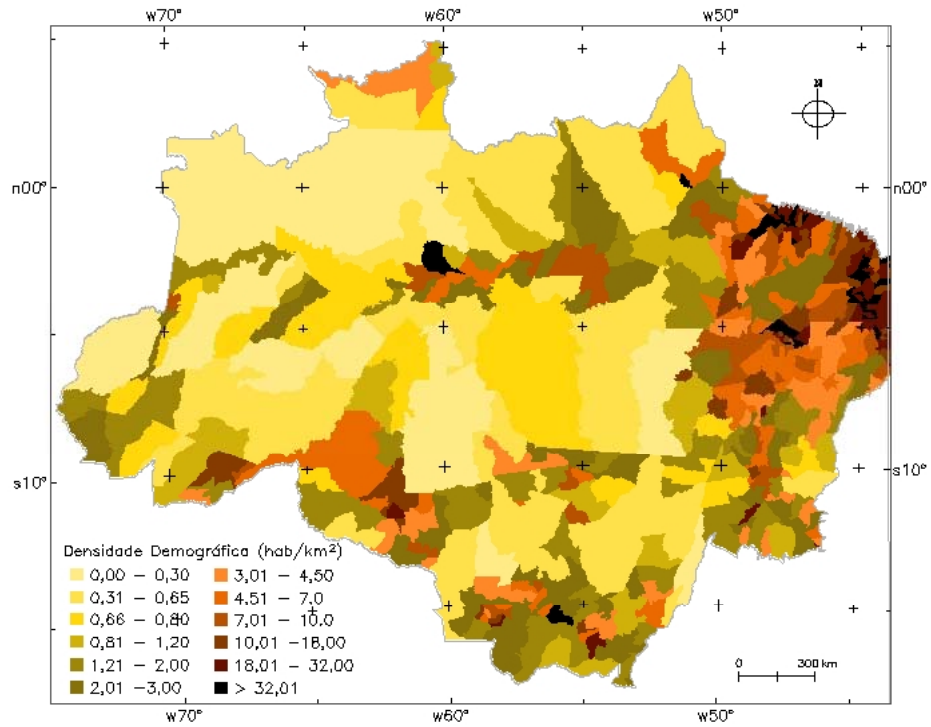 w70° w60° w50°
N
n00° n00°
s10° s10°
Densidade Demográfica (hab/km²)
0,00 – 0,30
0,31 – 0,65
0,66 – 0,80
0,81 – 1,20
1,21 – 2,00
2,01 –3,00
3,01 – 4,50
4,51 – 7,0
7,01 – 10,0
10,01 –18,00
18,01 – 32,00
> 32,01
0 300 km
w70° w60° w50°